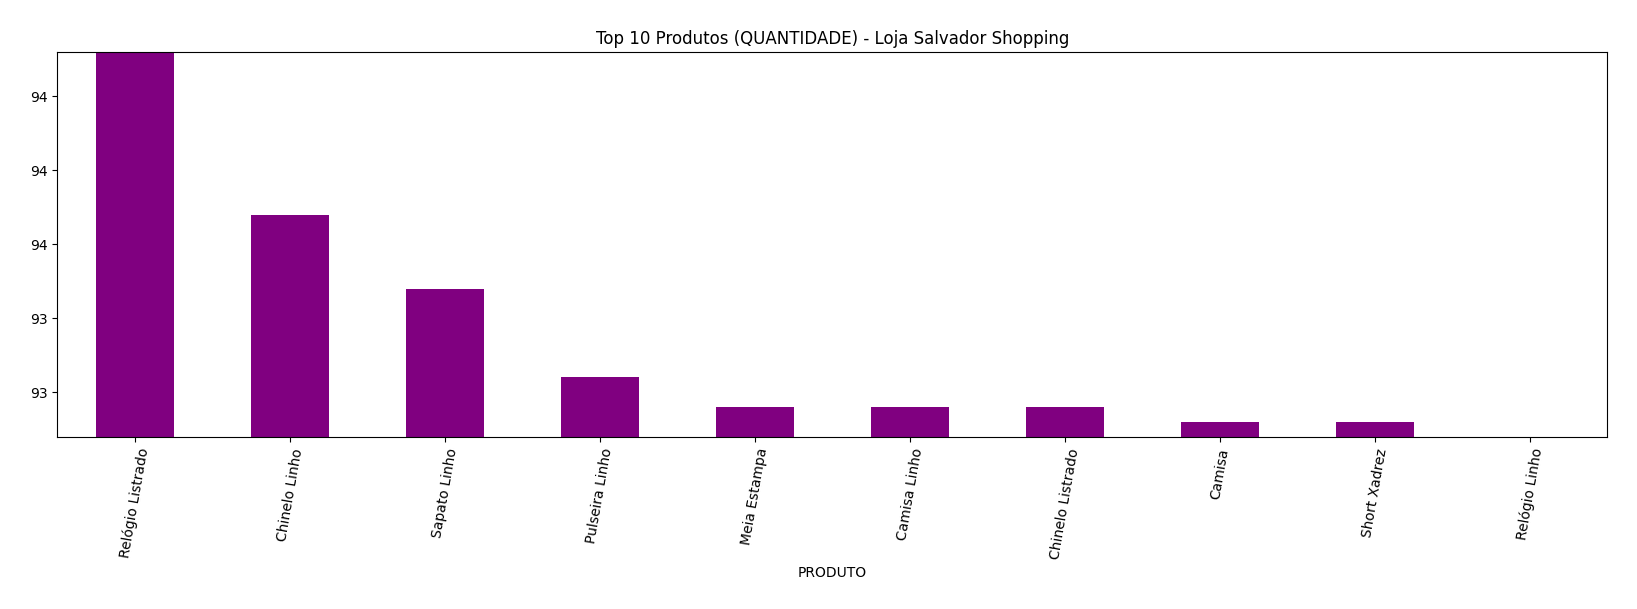 Top 10 Produtos (QUANTIDADE) - Loja Salvador Shopping
94
94
94
93
93
Relógio Listrado
Chinelo Linho
Sapato Linho
Pulseira Linho
Meia Estampa
Camisa Linho
Chinelo Listrado
Camisa
Short Xadrez
Relógio Linho
PRODUTO